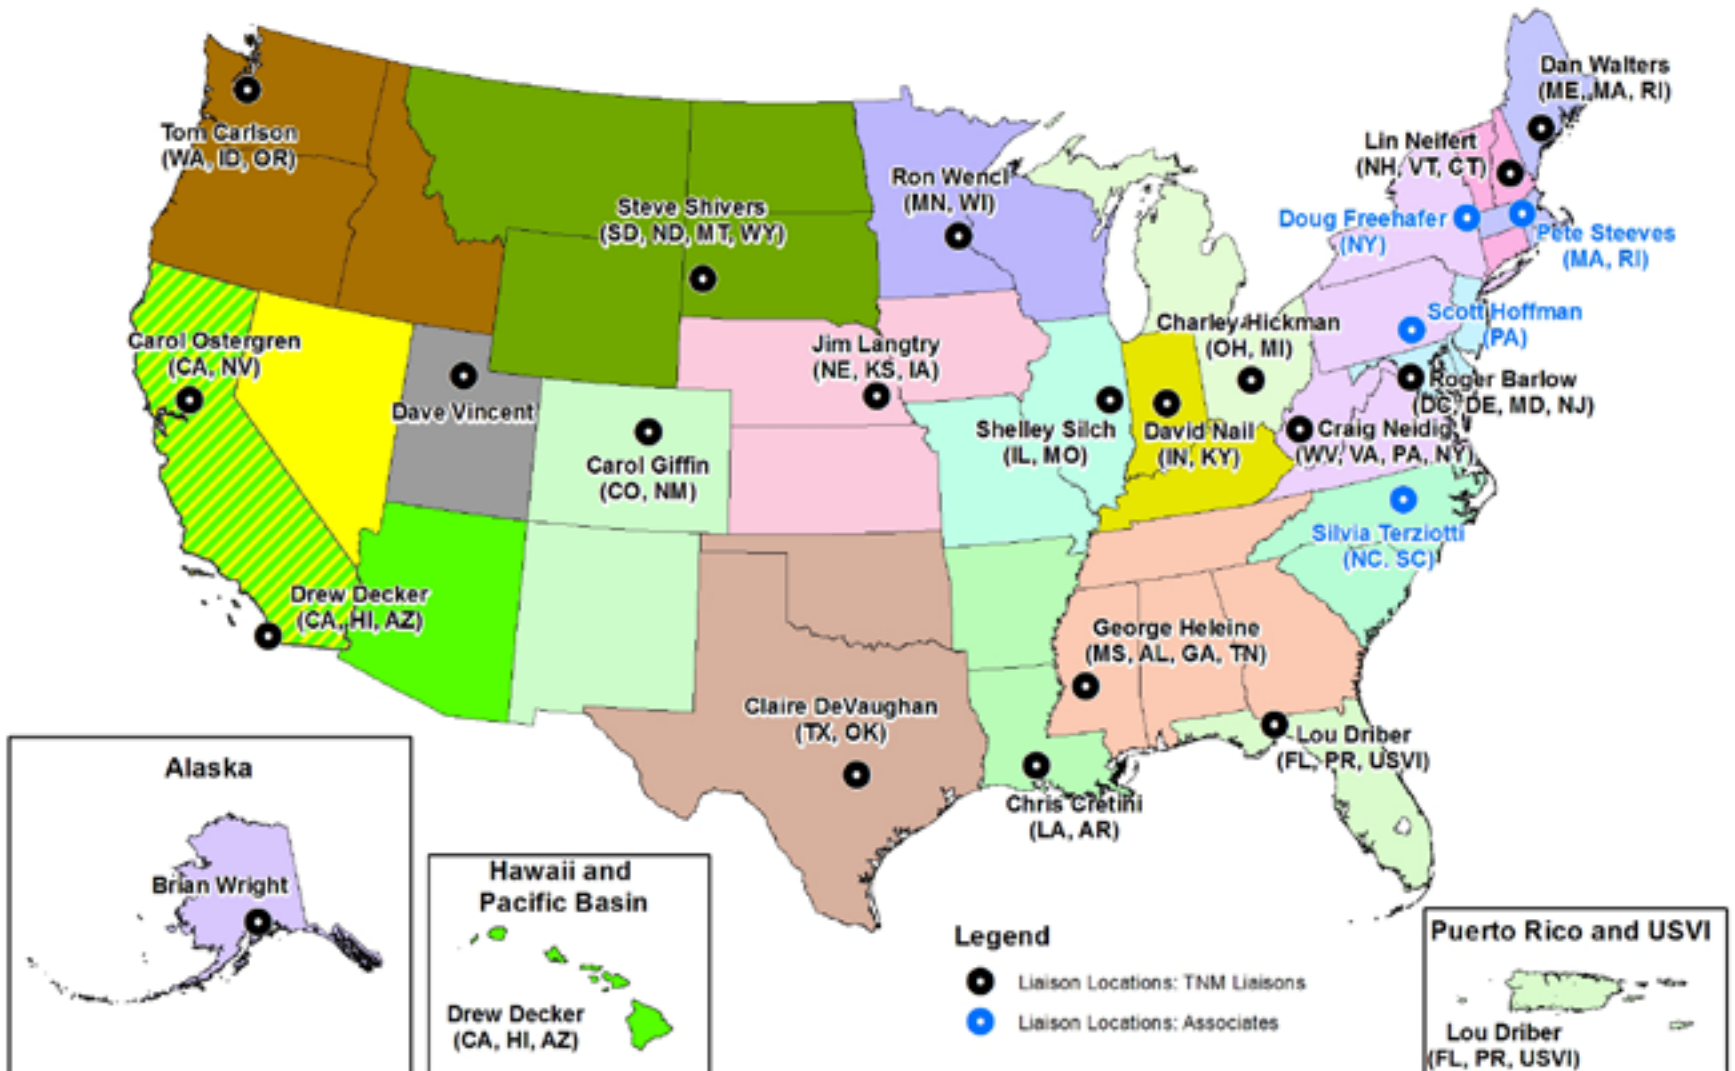 Dan Walters
(ME, MA, RI)
Lin Neifert
(NH, VT, CT)
Tom Carlson
(WA, ID, OR)
Ron Wencl
(MN, WI)
Steve Shivers
(SD, ND, MT, WY)
Doug Freehafer
(NY)
Pete Steeves
(MA, RI)
Scott Hoffman
(PA)
Charley Hickman
(OH, MI)
Carol Ostergren
(CA, NV)
Jim Langtry
(NE, KS, IA)
Roger Barlow
(DC, DE, MD, NJ)
Dave Vincent
Shelley Silch
(IL, MO)
David Nail
(IN, KY)
Craig Neidig
(WV, VA, PA, NY)
Carol Giffin
(CO, NM)
Silvia Terziotti
(NC. SC)
Drew Decker
(CA, HI, AZ)
George Heleine
(MS, AL, GA, TN)
Claire DeVaughan
(TX, OK)
Lou Driber
(FL, PR, USVI)
Chris Cretini
(LA, AR)
Alaska
Brian Wright
Hawaii and
Pacific Basin
Drew Decker
(CA, HI, AZ)
Legend
Liaison Locations: TNM Liaisons
Liaison Locations: Associates
Puerto Rico and USVI
Lou Driber
(FL, PR, USVI)